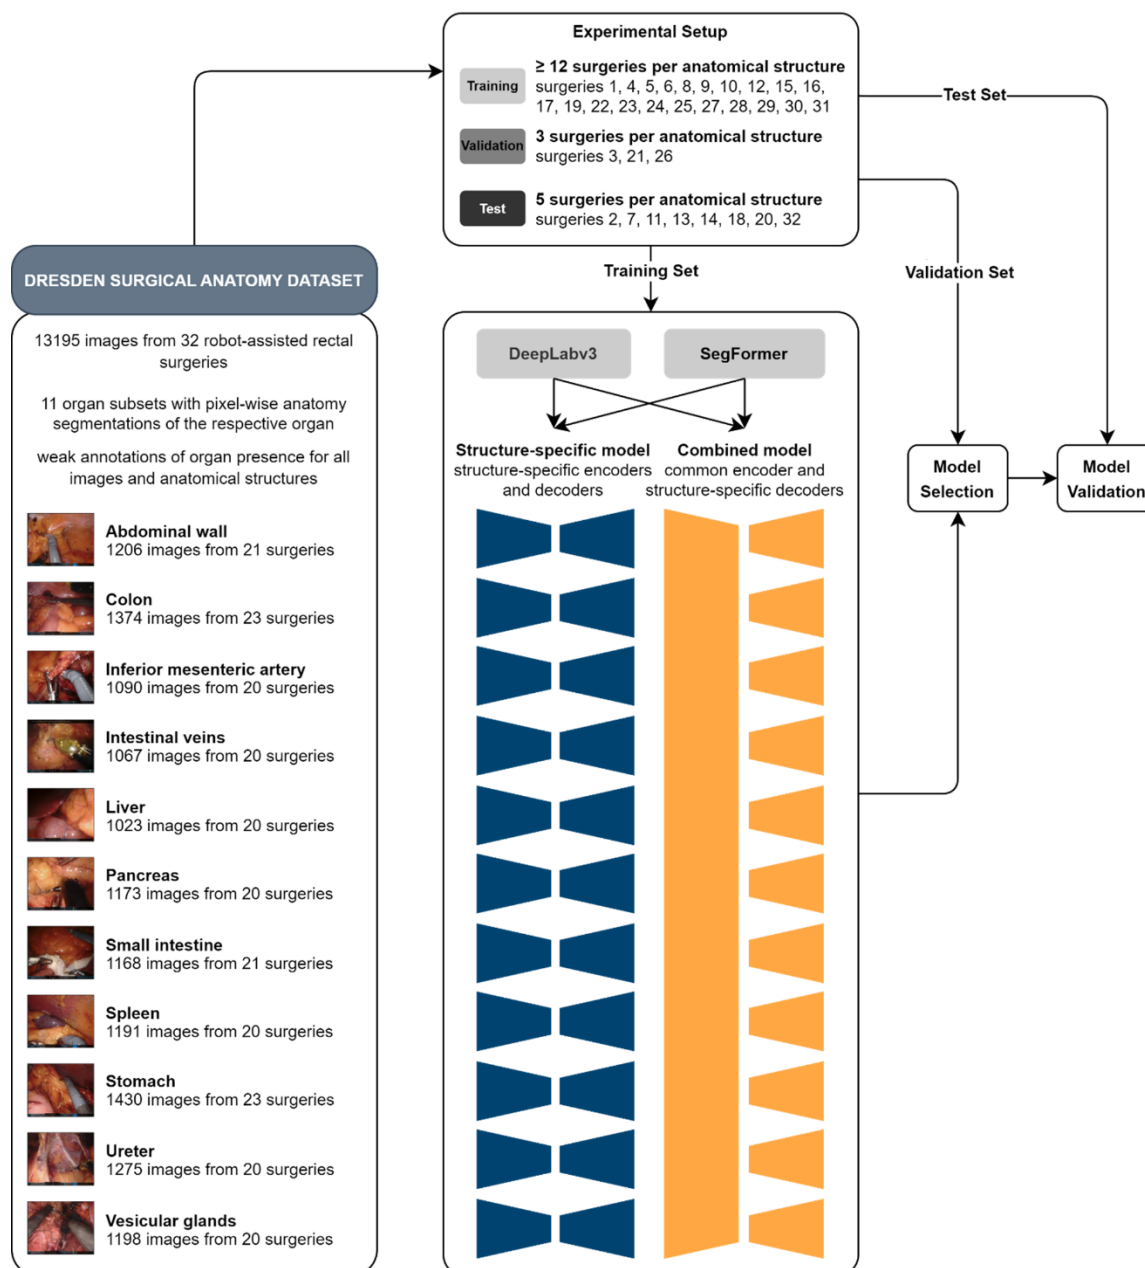 Experimental Setup
Training
≥ 12 surgeries per anatomical structure
surgeries 1, 4, 5, 6, 8, 9, 10, 12, 15, 16,
17, 19, 22, 23, 24, 25, 27, 28, 29, 30, 31
Validation
3 surgeries per anatomical structure
surgeries 3, 21, 26
Test
5 surgeries per anatomical structure
surgeries 2, 7, 11, 13, 14, 18, 20, 32
Test Set
Training Set
Validation Set
DRESDEN SURGICAL ANATOMY DATASET
13195 images from 32 robot-assisted rectal
surgeries
11 organ subsets with pixel-wise anatomy
segmentations of the respective organ
weak annotations of organ presence for all
images and anatomical structures
Abdominal wall
1206 images from 21 surgeries
Colon
1374 images from 23 surgeries
Inferior mesenteric artery
1090 images from 20 surgeries
Intestinal veins
1067 images from 20 surgeries
Liver
1023 images from 20 surgeries
Pancreas
1173 images from 20 surgeries
Small intestine
1168 images from 21 surgeries
Spleen
1191 images from 20 surgeries
Stomach
1430 images from 23 surgeries
Ureter
1275 images from 20 surgeries
Vesicular glands
1198 images from 20 surgeries
DeepLabv3
SegFormer
Structure-specific model
structure-specific encoders
and decoders
Combined model
common encoder and
structure-specific decoders
Model
Selection
Model
Validation